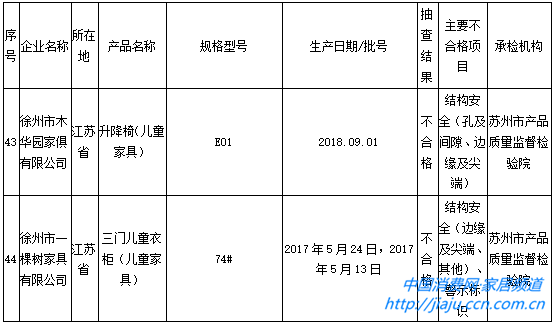 序号 企业名称 所在地 产品名称 规格型号 生产日期/批号 抽查结果 主要不合格项目 承检机构
43 徐州市木华园家俱有限公司 江苏省 升降椅(儿童家具) E01 2018.09.01 不合格 结构安全(孔及间隙、边缘及尖端) 苏州市产品质量监督检验院
44 徐州市一棵树家具有限公司 江苏省 三门儿童衣柜(儿童家具) 74# 2017年5月24日，2017年5月13日 不合格 结构安全(边缘及尖端、其他)、警示标识 苏州市产品质量监督检验院
中国消费网·家居频道
http://jiaju.ccn.com.cn